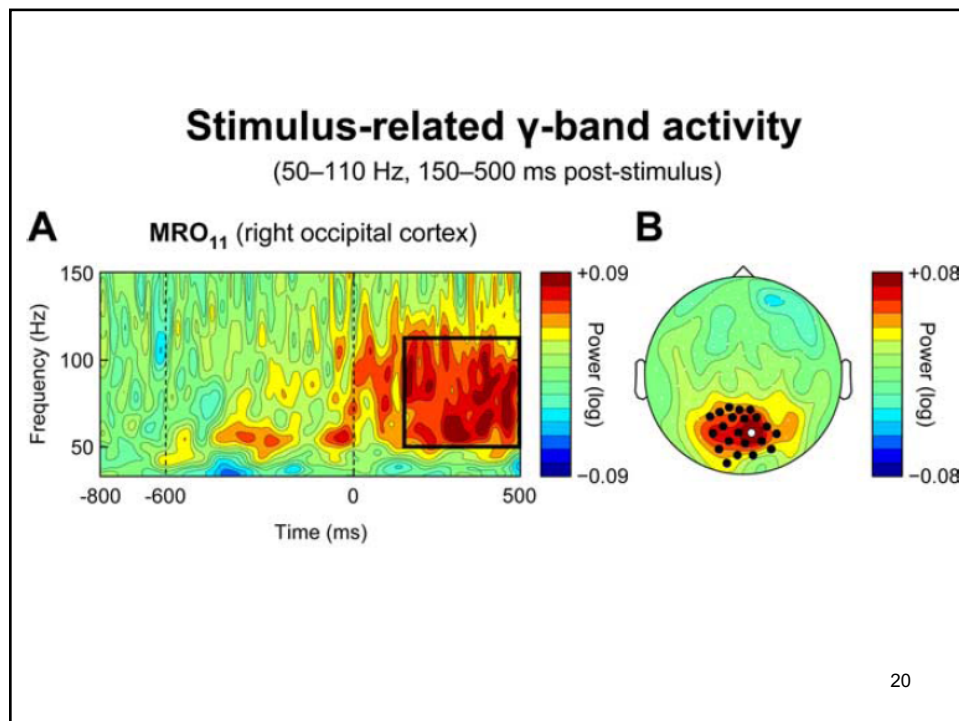 Stimulus-related γ-band activity
(50–110 Hz, 150–500 ms post-stimulus)
A
MRO11 (right occipital cortex)
Frequency (Hz)
150
100
50
-800
-600
0
500
Time (ms)
+0.09
Power (log)
−0.09
B
+0.08
Power (log)
−0.08
20